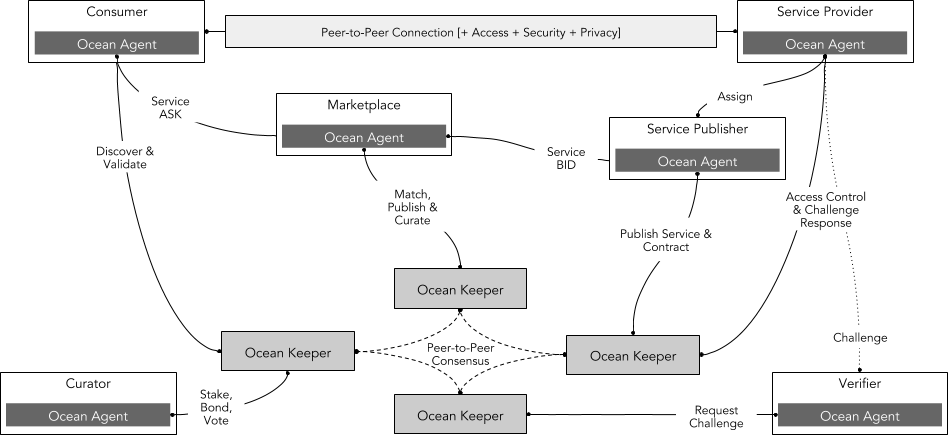 Consumer
Ocean Agent
Peer-to-Peer Connection [+ Access + Security + Privacy]
Service Provider
Ocean Agent
Service
ASK
Marketplace
Ocean Agent
Assign
Service Publisher
Ocean Agent
Discover &
Validate
Service
BID
Match,
Publish &
Curate
Access Control
& Challenge
Response
Publish Service &
Contract
Ocean Keeper
Ocean Keeper
Peer-to-Peer
Consensus
Ocean Keeper
Challenge
Curator
Ocean Agent
Stake,
Bond,
Vote
Ocean Keeper
Request
Challenge
Verifier
Ocean Agent